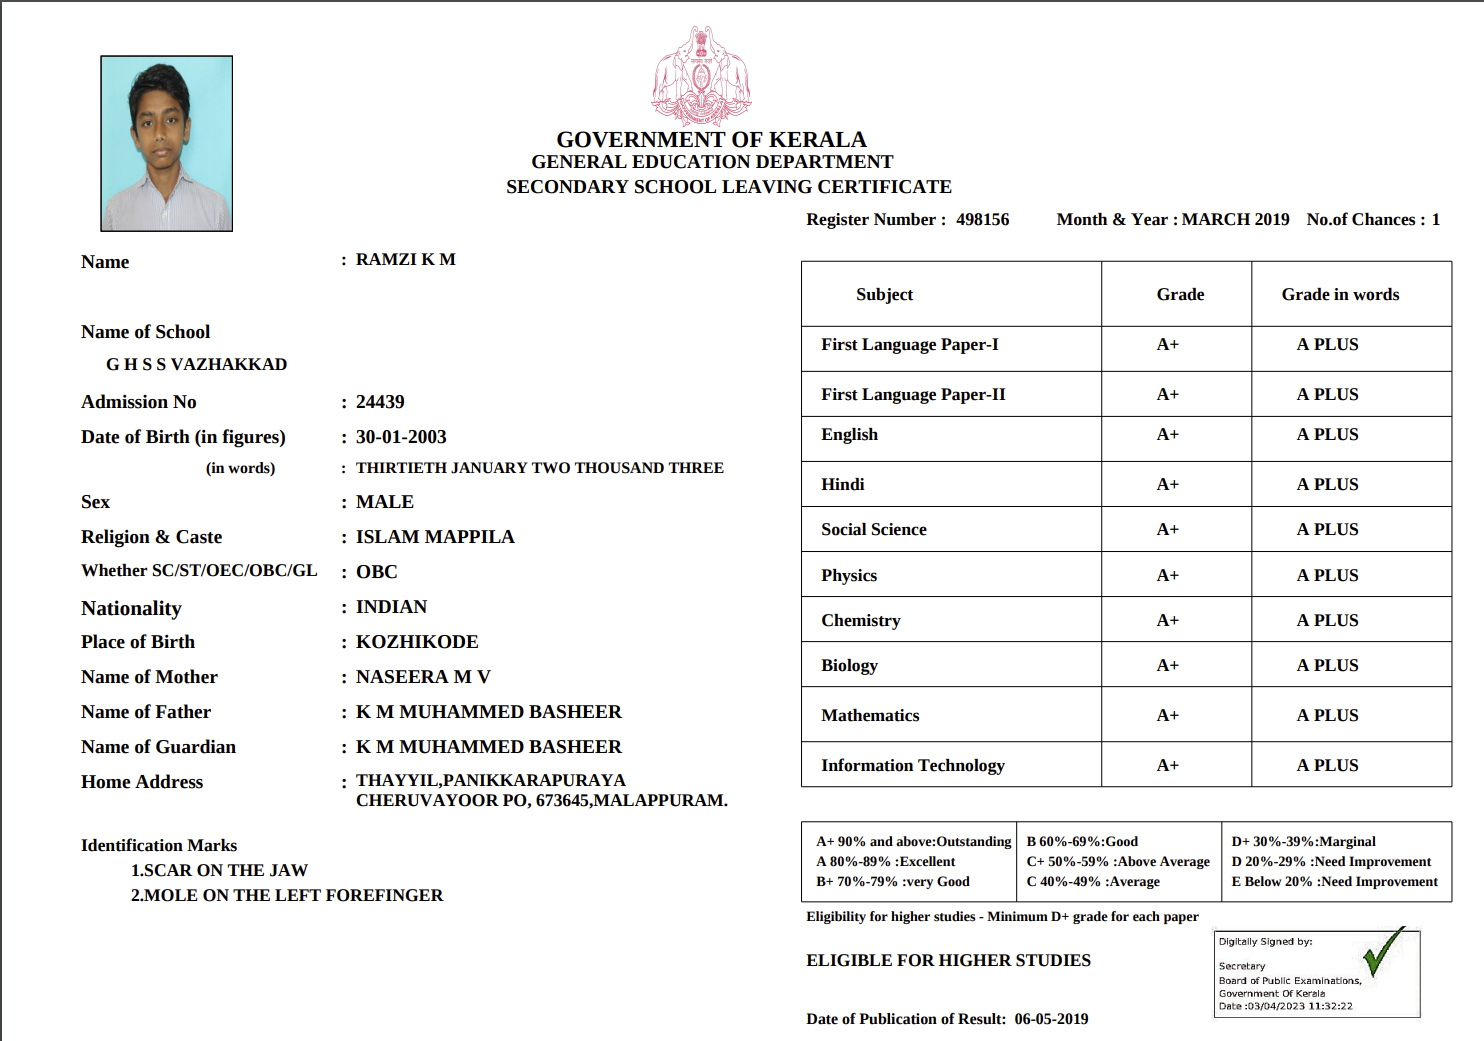 GOVERNMENT OF KERALA
GENERAL EDUCATION DEPARTMENT
SECONDARY SCHOOL LEAVING CERTIFICATE
Register Number : 498156 Month & Year : MARCH 2019 No.of Chances : 1
Name : RAMZI K M
Name of School
G H S S VAZHAKKAD
Admission No : 24439
Date of Birth (in figures) : 30-01-2003
(in words) : THIRTIETH JANUARY TWO THOUSAND THREE
Sex : MALE
Religion & Caste : ISLAM MAPPILA
Whether SC/ST/OEC/OBC/GL : OBC
Nationality : INDIAN
Place of Birth : KOZHIKODE
Name of Mother : NASEERA M V
Name of Father : K M MUHAMMED BASHEER
Name of Guardian : K M MUHAMMED BASHEER
Home Address : THAYYIL,PANIKKARAPURAYA
CHERUVAYOOR PO, 673645,MALAPPURAM.
Identification Marks
1.SCAR ON THE JAW
2.MOLE ON THE LEFT FOREFINGER
Subject Grade Grade in words
First Language Paper-I A+ A PLUS
First Language Paper-II A+ A PLUS
English A+ A PLUS
Hindi A+ A PLUS
Social Science A+ A PLUS
Physics A+ A PLUS
Chemistry A+ A PLUS
Biology A+ A PLUS
Mathematics A+ A PLUS
Information Technology A+ A PLUS
A+ 90% and above:Outstanding B 60%-69%:Good D+ 30%-39%:Marginal
A 80%-89% :Excellent C+ 50%-59% :Above Average D 20%-29% :Need Improvement
B+ 70%-79% :very Good C 40%-49% :Average E Below 20% :Need Improvement
Eligibility for higher studies - Minimum D+ grade for each paper
ELIGIBLE FOR HIGHER STUDIES
Digitally Signed by:
Secretary
Board of Public Examinations,
Government Of Kerala
Date :03/04/2023 11:32:22
Date of Publication of Result: 06-05-2019